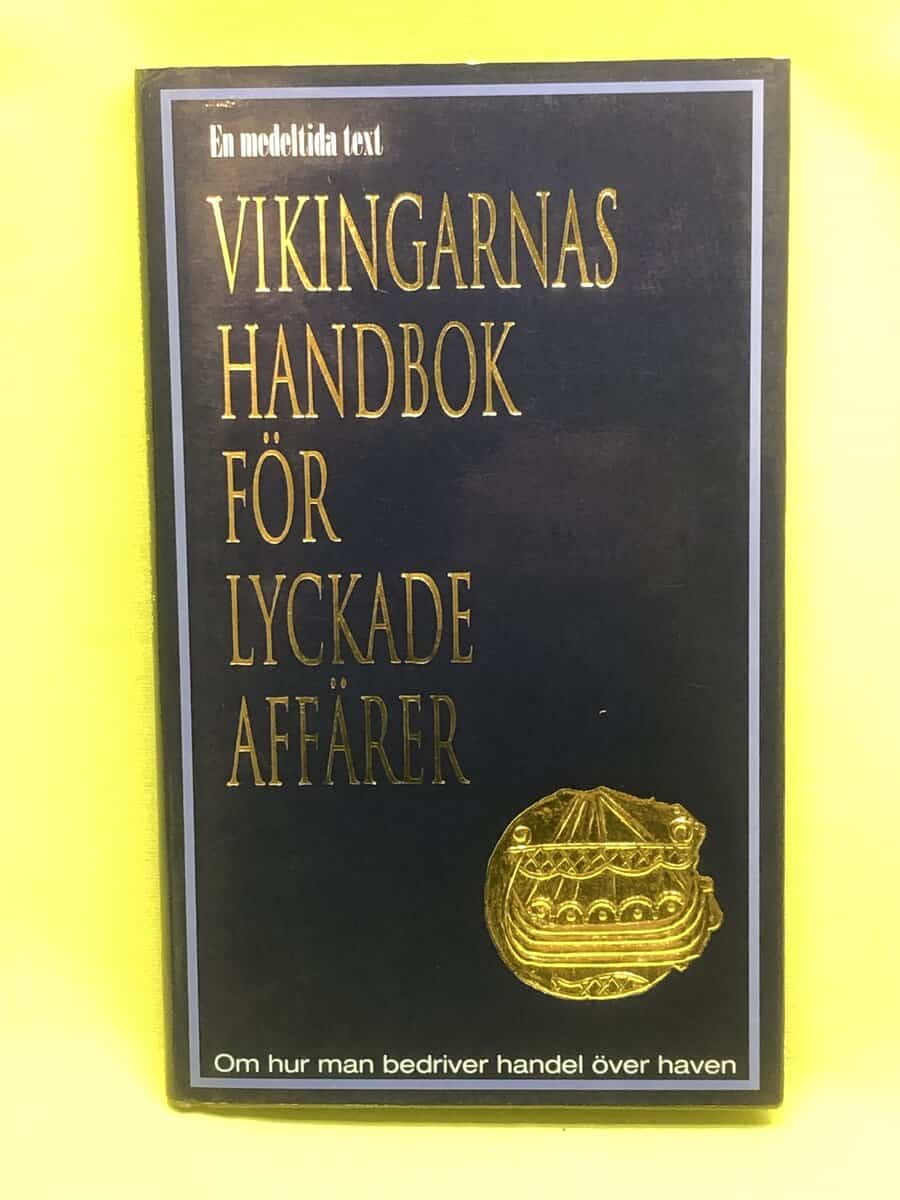 En medeltida text
VIKINGARNAS
HANDBOK
FÖR
LYCKADE
AFFÄRER
Om hur man bedriver handel över haven